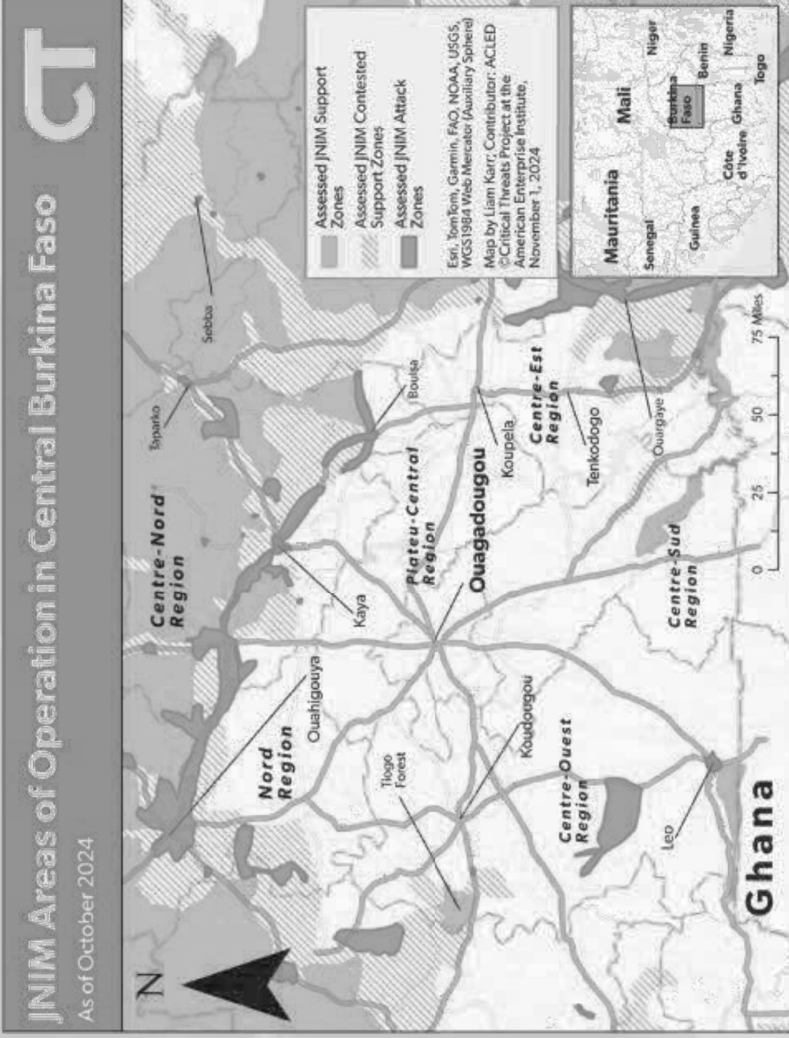 JNIM Areas of Operation in Central Burkina Faso
As of October 2024
CT
N
Centre-Nord
Region
Taparko
Sebba
Nord
Region
Ouahigouya
Kaya
Boulsa
Plateu-Central
Region
Ouagadougou
Koupela
Centre-Est
Region
Tenkodogo
Ouargaye
Tiogo
Forest
Koudougou
Centre-Ouest
Region
Leo
Centre-Sud
Region
Ghana
0 25 50 75 Miles
Assessed JNIM Support
Zones
Assessed JNIM Contested
Support Zones
Assessed JNIM Attack
Zones
Esri, TomTom, Garmin, FAO, NOAA, USGS,
WGS1984 Web Mercator (Auxiliary Sphere)
Map by Liam Karr; Contributor: ACLED
©Critical Threats Project at the
American Enterprise Institute,
November 1, 2024
Mauritania
Mali
Niger
Senegal
Burkina
Faso
Benin
Nigeria
Guinea
Côte
d'Ivoire
Ghana
Togo